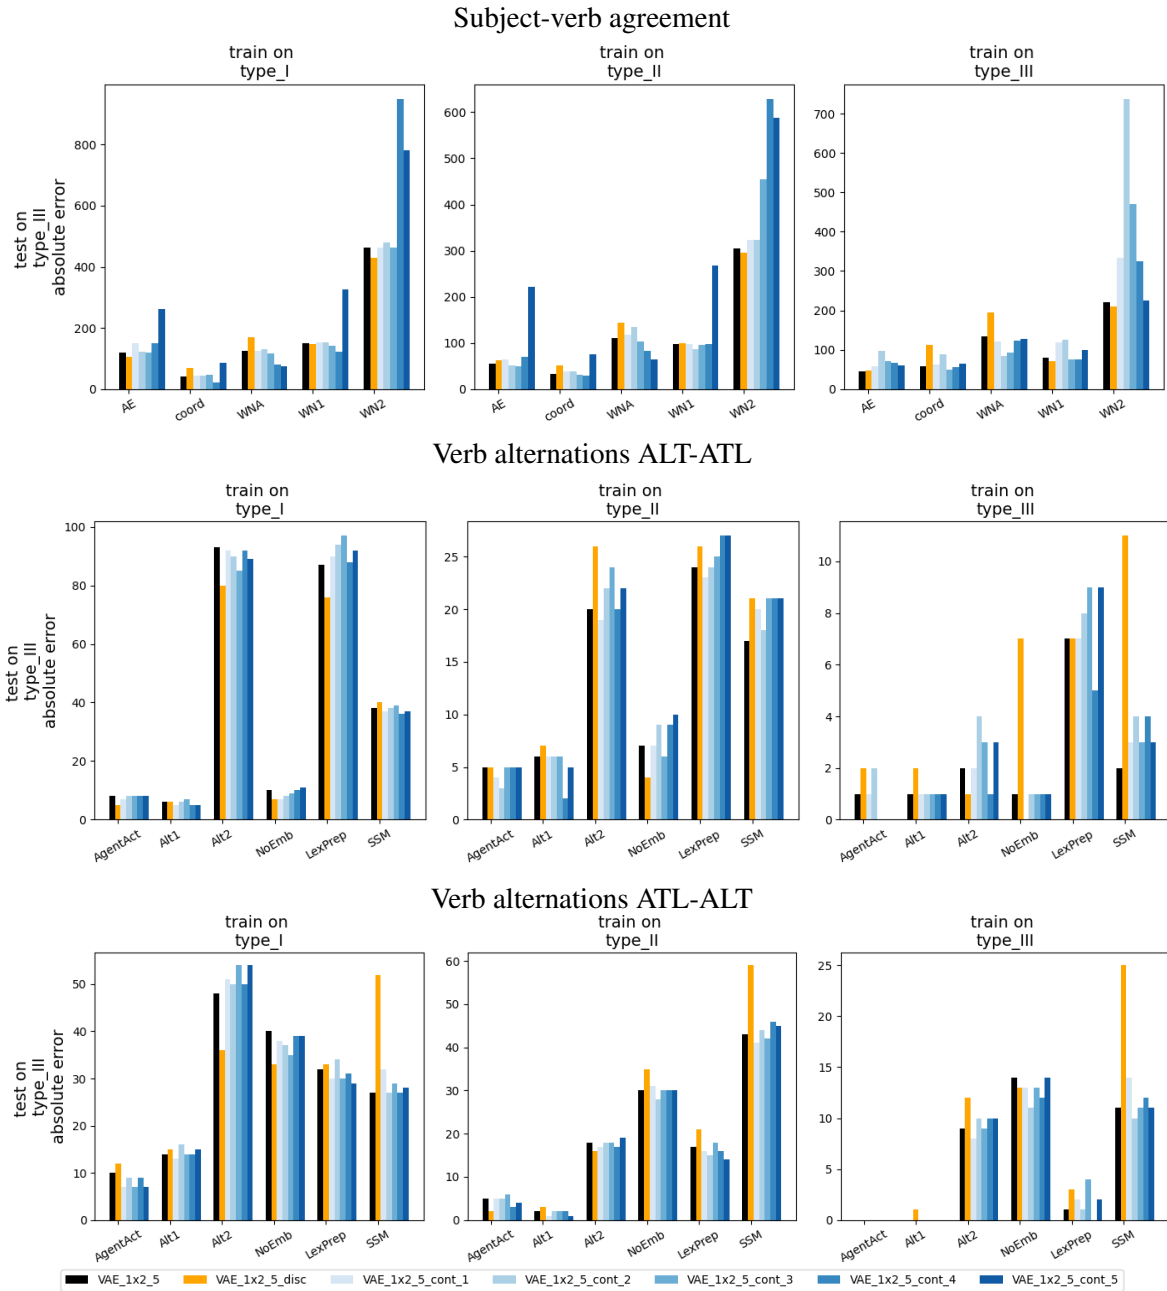 Subject-verb agreement
train on
type_I
train on
type_II
train on
type_III
test on
type_III
absolute error
0
200
400
600
800
0
100
200
300
400
500
600
0
100
200
300
400
500
600
700
AE
coord
WNA
WN1
WN2
AE
coord
WNA
WN1
WN2
AE
coord
WNA
WN1
WN2
Verb alternations ALT-ATL
train on
type_I
train on
type_II
train on
type_III
test on
type_III
absolute error
0
20
40
60
80
100
0
5
10
15
20
25
0
2
4
6
8
10
AgentAct
Alt1
Alt2
NoEmb
LexPrep
SSM
AgentAct
Alt1
Alt2
NoEmb
LexPrep
SSM
AgentAct
Alt1
Alt2
NoEmb
LexPrep
SSM
Verb alternations ATL-ALT
train on
type_I
train on
type_II
train on
type_III
test on
type_III
absolute error
0
10
20
30
40
50
0
10
20
30
40
50
60
0
5
10
15
20
25
AgentAct
Alt1
Alt2
NoEmb
LexPrep
SSM
AgentAct
Alt1
Alt2
NoEmb
LexPrep
SSM
AgentAct
Alt1
Alt2
NoEmb
LexPrep
SSM
VAE_1x2_5 VAE_1x2_5_disc VAE_1x2_5_cont_1 VAE_1x2_5_cont_2 VAE_1x2_5_cont_3 VAE_1x2_5_cont_4 VAE_1x2_5_cont_5